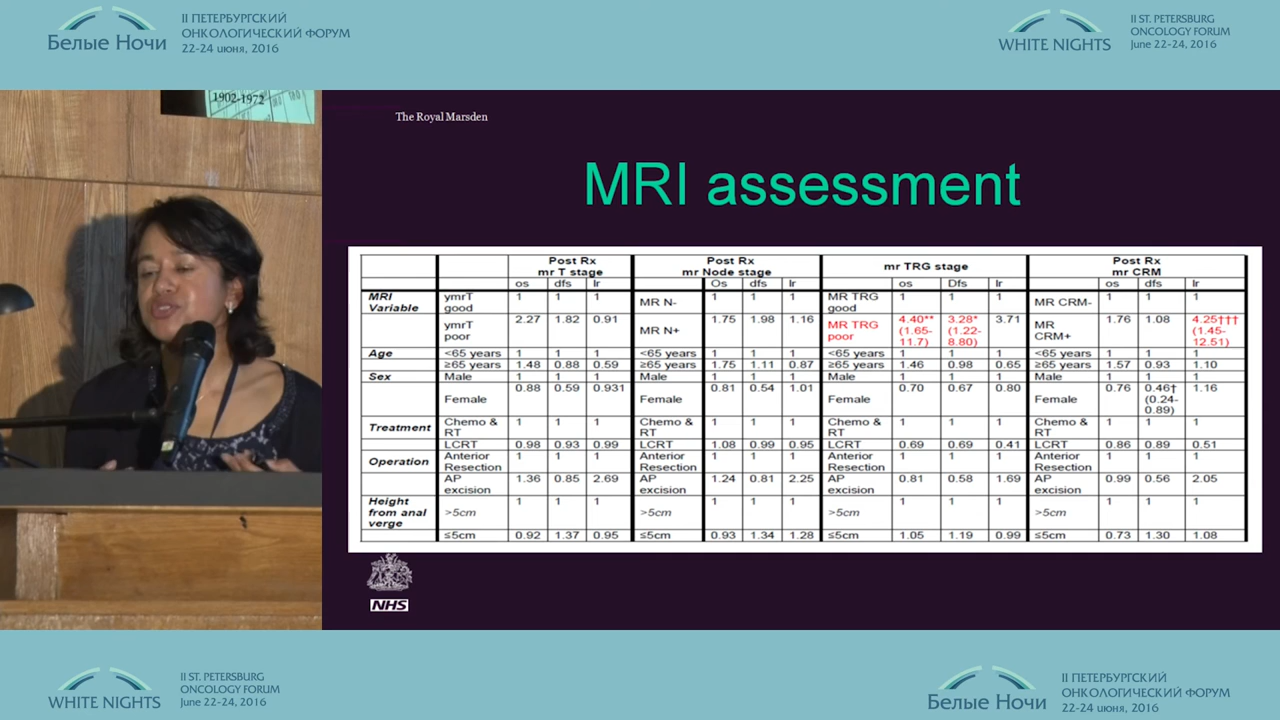 Белые Ночи
II ПЕТЕРБУРГСКИЙ
ОНКОЛОГИЧЕСКИЙ ФОРУМ
22-24 июня, 2016
WHITE NIGHTS
II ST. PETERSBURG
ONCOLOGY FORUM
June 22-24, 2016
1902-1972
The Royal Marsden
MRI assessment
Post Rx mr T stage Post Rx mr Node stage mr TRG stage Post Rx mr CRM
os dfs lr Os dfs lr os Dfs lr os dfs lr
MRI Variable ymrT good 1 1 1 MR N- 1 1 1 MR TRG good 1 1 1 MR CRM- 1 1 1
ymrT poor 2.27 1.82 0.91 MR N+ 1.75 1.98 1.16 MR TRG poor 4.40** (1.65-11.7) 3.28* (1.22-8.80) 3.71 MR CRM+ 1.76 1.08 4.25††† (1.45-12.51)
Age <65 years 1 1 1 <65 years 1 1 1 <65 years 1 1 1 <65 years 1 1 1
≥65 years 1.48 0.88 0.59 ≥65 years 1.75 1.11 0.87 ≥65 years 1.46 0.98 0.65 ≥65 years 1.57 0.93 1.10
Sex Male 1 1 1 Male 1 1 1 Male 1 1 1 Male 1 1 1
Female 0.88 0.59 0.931 Female 0.81 0.54 1.01 Female 0.70 0.67 0.80 Female 0.76 0.46† (0.24-0.89) 1.16
Treatment Chemo & RT 1 1 1 Chemo & RT 1 1 1 Chemo & RT 1 1 1 Chemo & RT 1 1 1
LCRT 0.98 0.93 0.99 LCRT 1.08 0.99 0.95 LCRT 0.69 0.69 0.41 LCRT 0.86 0.89 0.51
Operation Anterior Resection 1 1 1 Anterior Resection 1 1 1 Anterior Resection 1 1 1 Anterior Resection 1 1 1
AP excision 1.36 0.85 2.69 AP excision 1.24 0.81 2.25 AP excision 0.81 0.58 1.69 AP excision 0.99 0.56 2.05
Height from anal verge >5cm 1 1 1 >5cm 1 1 1 >5cm 1 1 1 >5cm 1 1 1
≤5cm 0.92 1.37 0.95 ≤5cm 0.93 1.34 1.28 ≤5cm 1.05 1.19 0.99 ≤5cm 0.73 1.30 1.08
NHS
WHITE NIGHTS
II ST. PETERSBURG
ONCOLOGY FORUM
June 22-24, 2016
Белые Ночи
II ПЕТЕРБУРГСКИЙ
ОНКОЛОГИЧЕСКИЙ ФОРУМ
22-24 июня, 2016